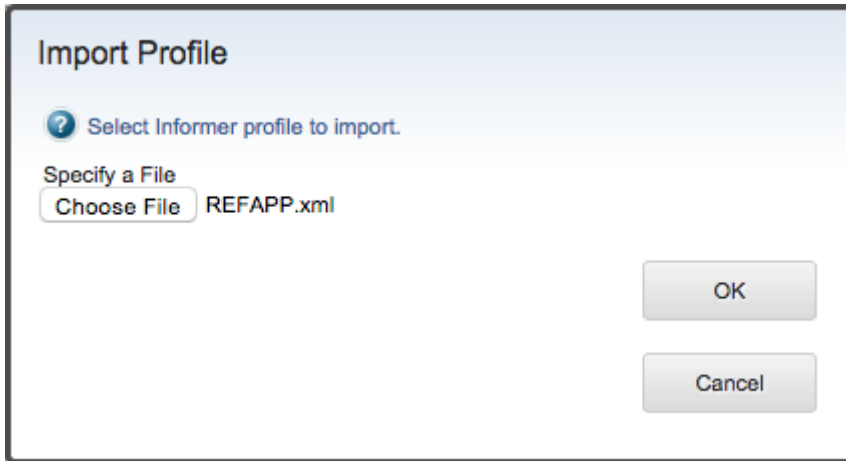 Import Profile
? Select Informer profile to import.
Specify a File
Choose File REFAPP.xml
OK
Cancel